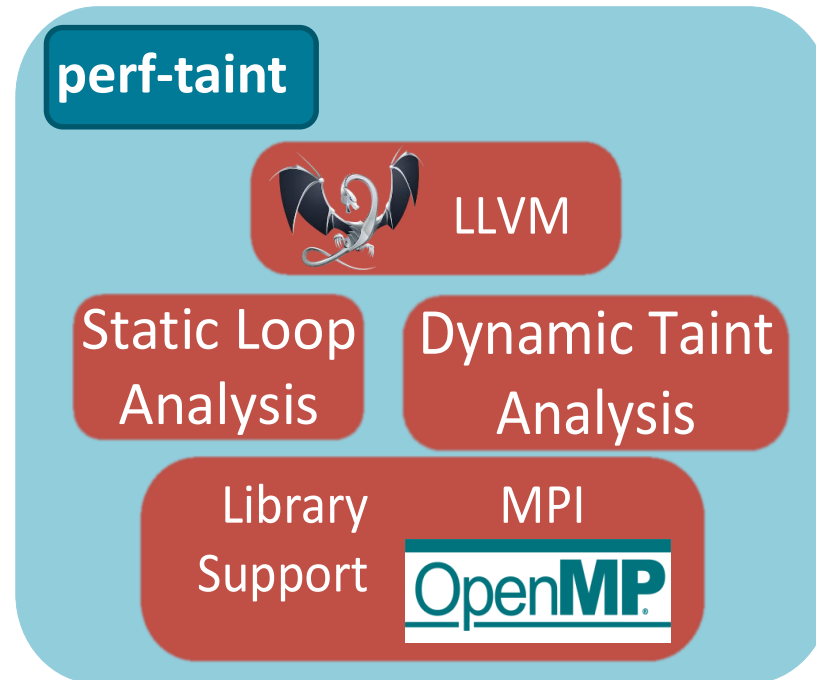 perf-taint
LLVM
Static Loop
Analysis
Dynamic Taint
Analysis
Library
Support
MPI
OpenMP®